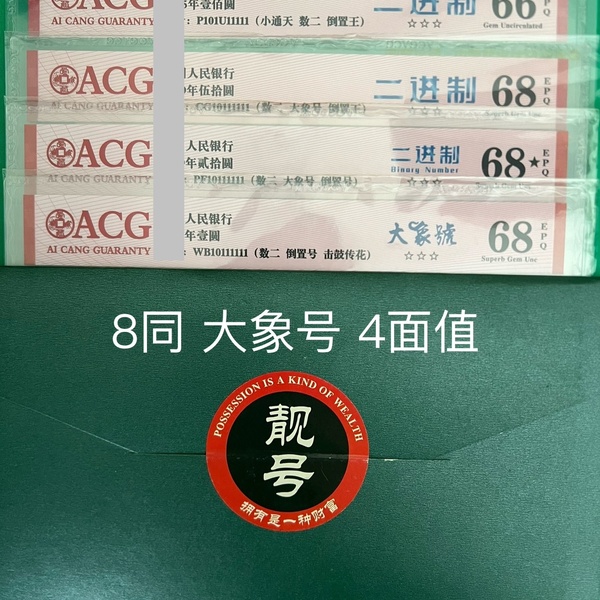 ACG 年壹佰圆 二进制 66 EPQ
AI CANG GUARANTY : P101U11111 (小通天 数二 倒置王) ☆☆☆ Gem Uncirculated
ACG 人民银行 二进制 68 EPQ
年伍拾圆
AI CANG GUARANTY : CG10111111 (数二 大象号 倒置王) ☆☆☆ Superb Gem Unc
ACG 人民银行 二进制 68★ EPQ
年贰拾圆 Binary Number
AI CANG GUARANTY : PF10111111 (数二 大象号 倒置号) ☆☆☆
ACG 人民银行 大象號 68 EPQ
年壹圆
AI CANG GUARANTY : WB10111111 (数二 倒置号 击鼓传花) ☆☆☆ Superb Gem Unc
8同 大象号 4面值
POSSESSION IS A KIND OF WEALTH
靓号
拥有是一种财富